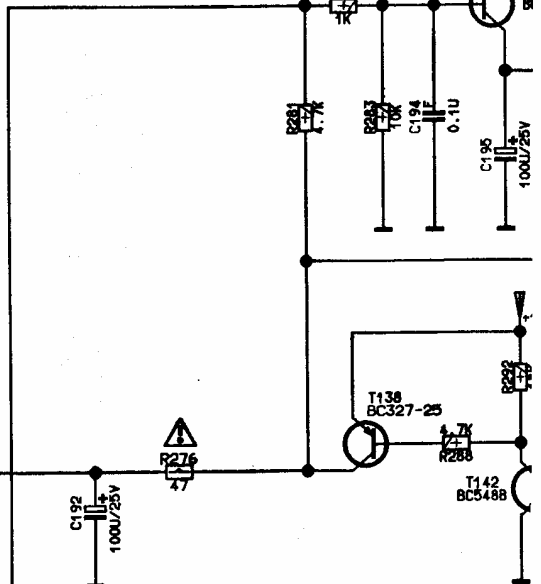 1K
R281
4.7K
R283
10K
C194
0.1U
C195
+
100U/25V
T138
BC327-25
4.7K
R288
R292
T142
BC548B
R276
47
C192
+
100U/25V